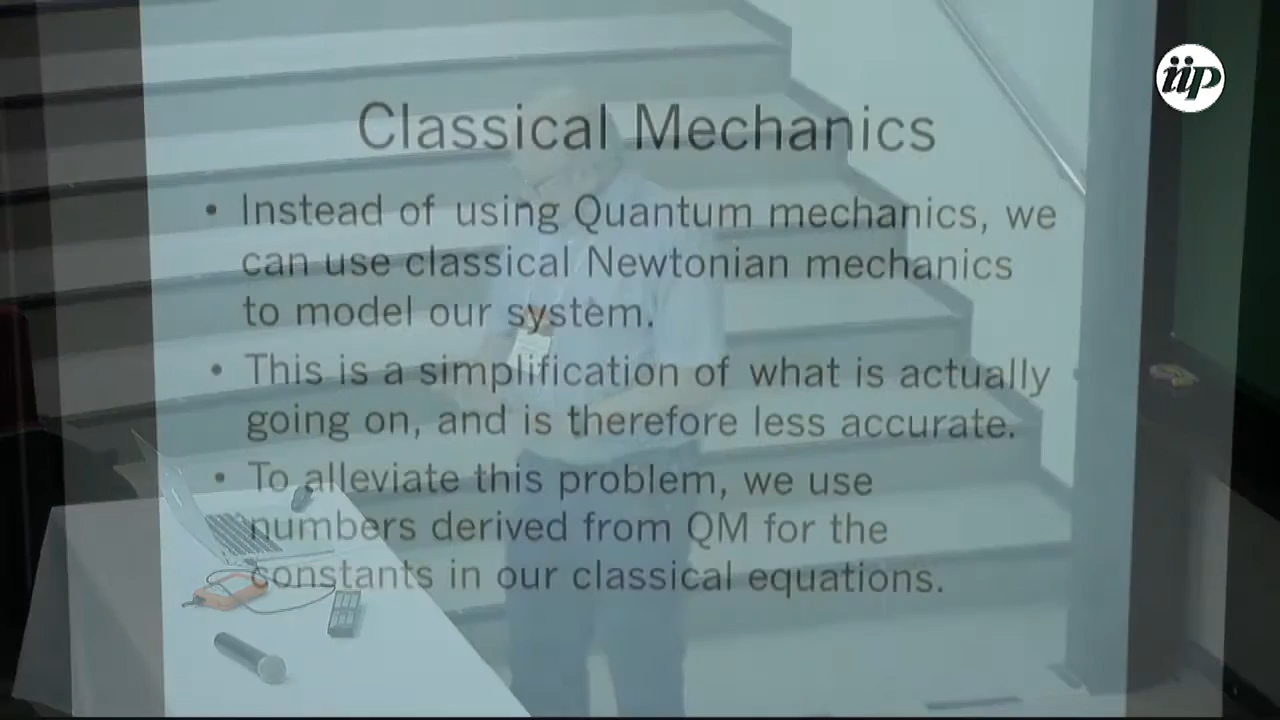 iip
Classical Mechanics
• Instead of using Quantum mechanics, we
can use classical Newtonian mechanics
to model our system.
• This is a simplification of what is actually
going on, and is therefore less accurate.
• To alleviate this problem, we use
numbers derived from QM for the
constants in our classical equations.